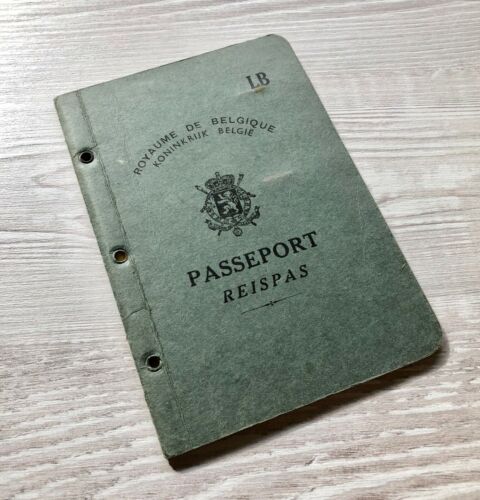 LB
ROYAUME DE BELGIQUE
KONINKRIJK BELGIË
PASSEPORT
REISPAS